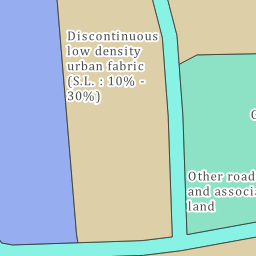 Discontinuous
low density
urban fabric
(S.L. : 10% -
30%)
Other road
and associa
land